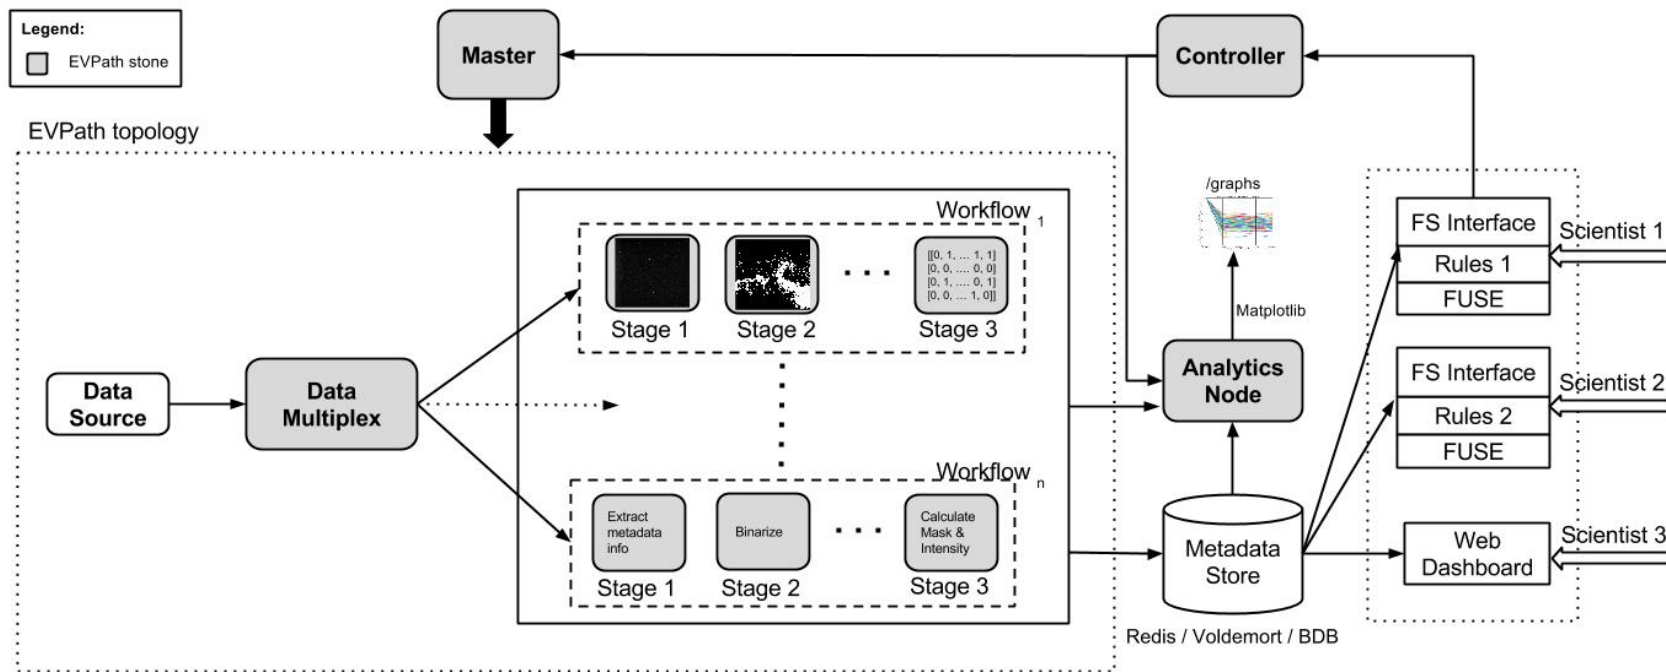 Legend:
EVPath stone
Master
Controller
EVPath topology
/graphs
Workflow 1
[[0, 1, ... 1, 1]
[0, 0, .... 0, 0]
[0, 1, .... 0, 1]
[0, 0, ... 1, 0]]
Stage 1
Stage 2
Stage 3
Matplotlib
FS Interface
Rules 1
FUSE
Scientist 1
Data
Source
Data
Multiplex
Analytics
Node
FS Interface
Rules 2
FUSE
Scientist 2
Workflow n
Extract
metadata
info
Binarize
Calculate
Mask &
Intensity
Stage 1
Stage 2
Stage 3
Metadata
Store
Web
Dashboard
Scientist 3
Redis / Voldemort / BDB